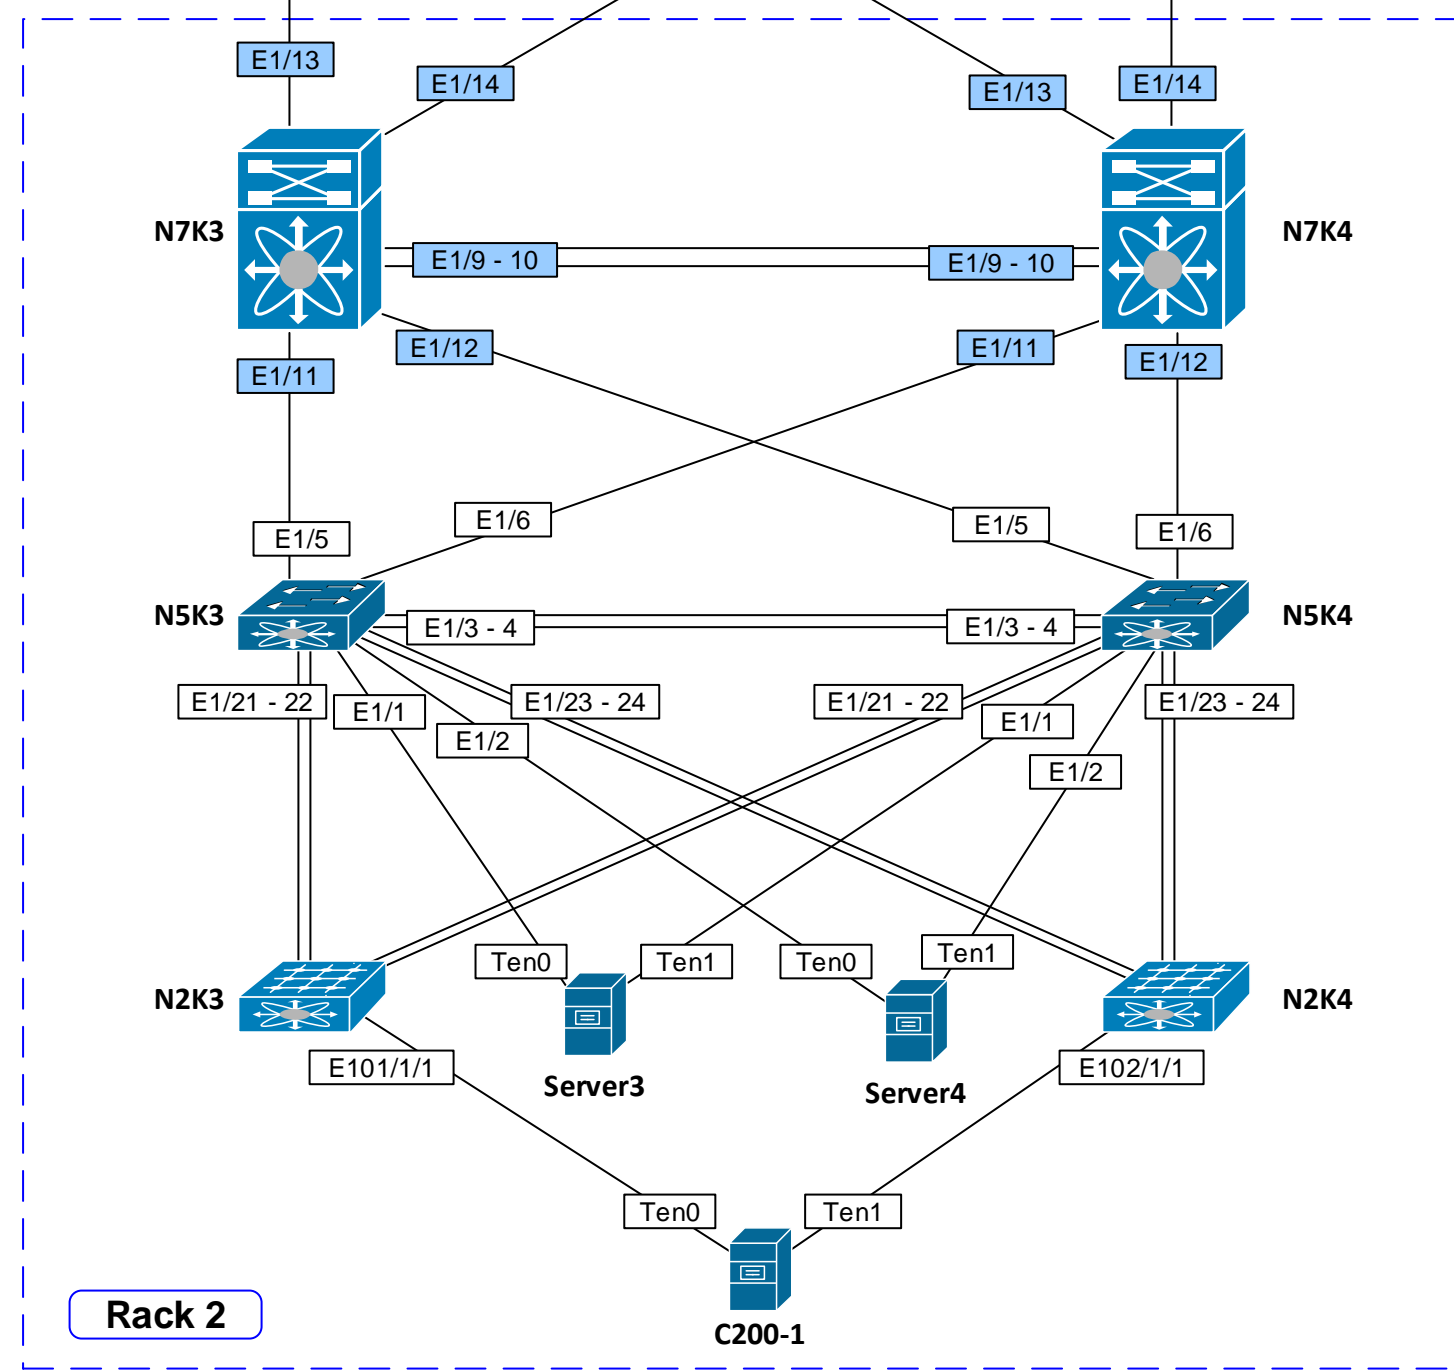 E1/13
E1/14
E1/13
E1/14
N7K3
N7K4
E1/9 - 10
E1/9 - 10
E1/12
E1/11
E1/11
E1/12
E1/6
E1/5
E1/5
E1/6
N5K3
N5K4
E1/3 - 4
E1/3 - 4
E1/21 - 22
E1/1
E1/2
E1/23 - 24
E1/21 - 22
E1/1
E1/2
E1/23 - 24
Ten0
Ten1
Ten0
Ten1
N2K3
N2K4
E101/1/1
E102/1/1
Server3
Server4
Ten0
Ten1
Rack 2
C200-1